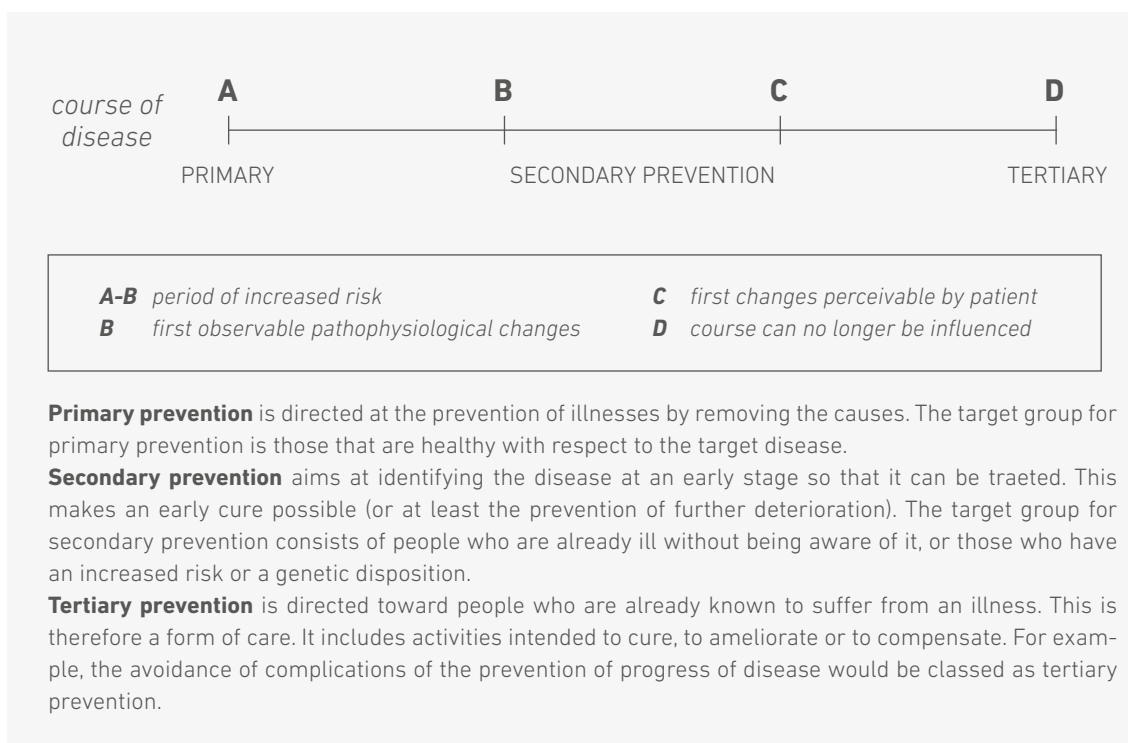 course of
disease
A B C D
PRIMARY SECONDARY PREVENTION TERTIARY
A-B period of increased risk
B first observable pathophysiological changes
C first changes perceivable by patient
D course can no longer be influenced
Primary prevention is directed at the prevention of illnesses by removing the causes. The target group for
primary prevention is those that are healthy with respect to the target disease.
Secondary prevention aims at identifying the disease at an early stage so that it can be traeted. This
makes an early cure possible (or at least the prevention of further deterioration). The target group for
secondary prevention consists of people who are already ill without being aware of it, or those who have
an increased risk or a genetic disposition.
Tertiary prevention is directed toward people who are already known to suffer from an illness. This is
therefore a form of care. It includes activities intended to cure, to ameliorate or to compensate. For exam-
ple, the avoidance of complications of the prevention of progress of disease would be classed as tertiary
prevention.